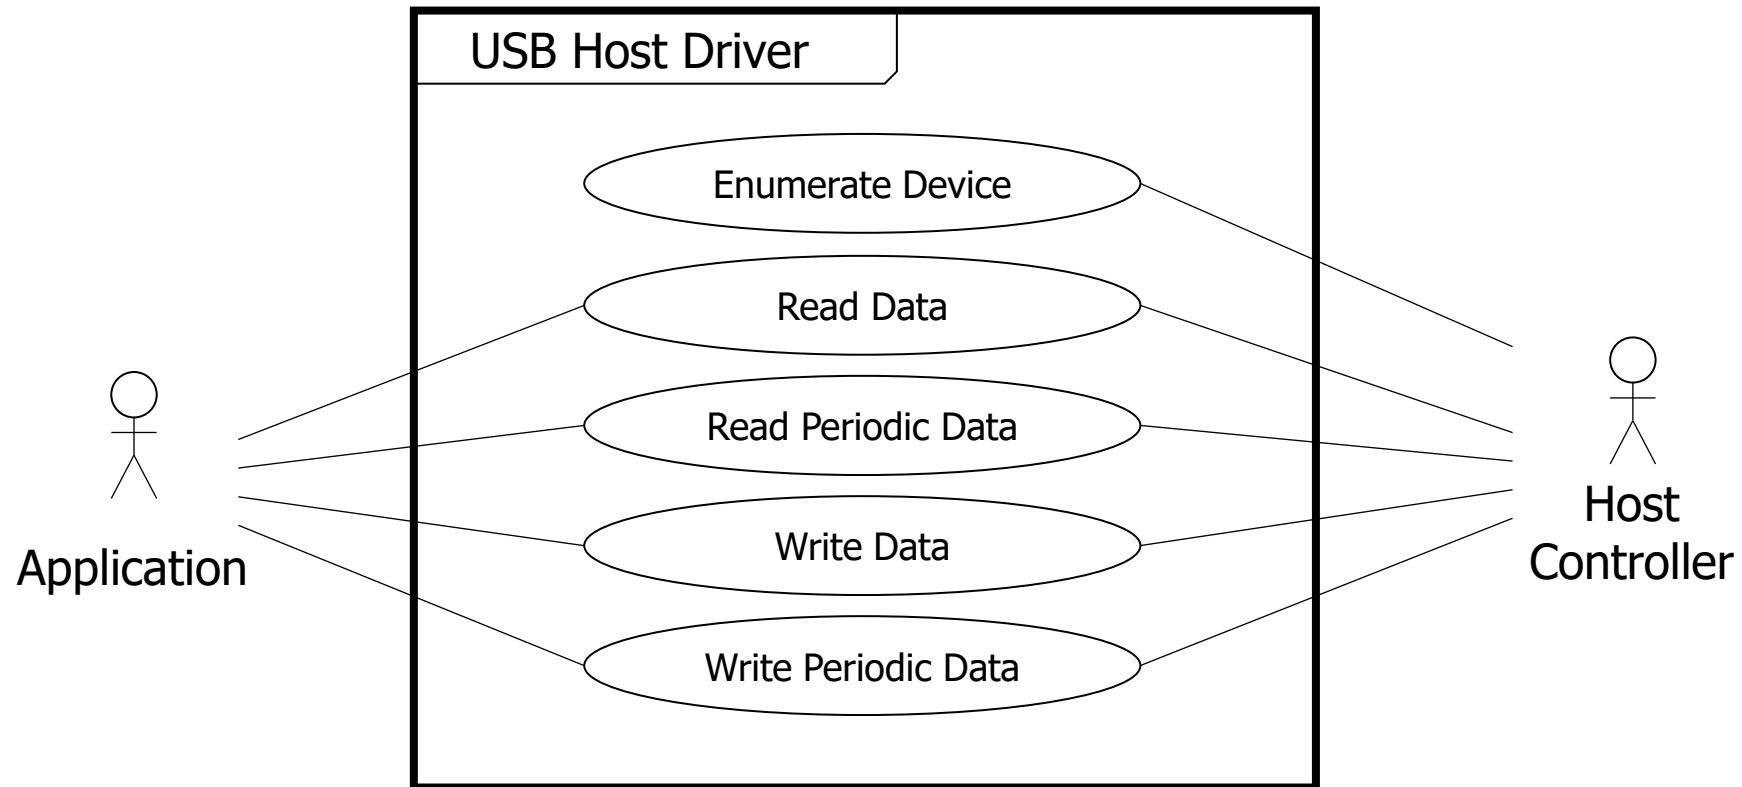 USB Host Driver
Enumerate Device
Read Data
Read Periodic Data
Write Data
Write Periodic Data
Application
Host
Controller